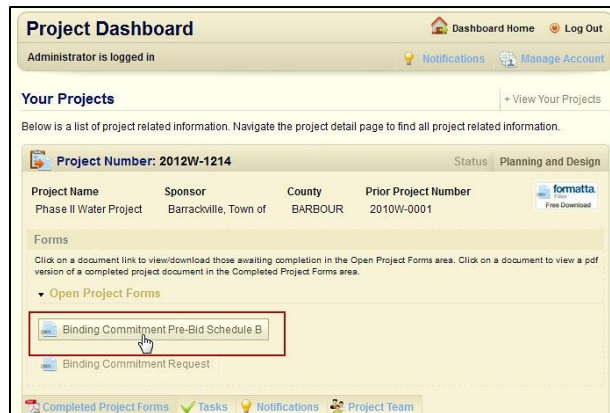 Project Dashboard
Dashboard Home Log Out
Administrator is logged in
Notifications Manage Account
Your Projects
+ View Your Projects
Below is a list of project related information. Navigate the project detail page to find all project related information.
Project Number: 2012W-1214
Status Planning and Design
Project Name Sponsor County Prior Project Number
Phase II Water Project Barrackville, Town of BARBOUR 2010W-0001
formatta
Filler
Free Download
Forms
Click on a document link to view/download those awaiting completion in the Open Project Forms area. Click on a document to view a pdf
version of a completed project document in the Completed Project Forms area.
Open Project Forms
Binding Commitment Pre-Bid Schedule B
Binding Commitment Request
Completed Project Forms Tasks Notifications Project Team